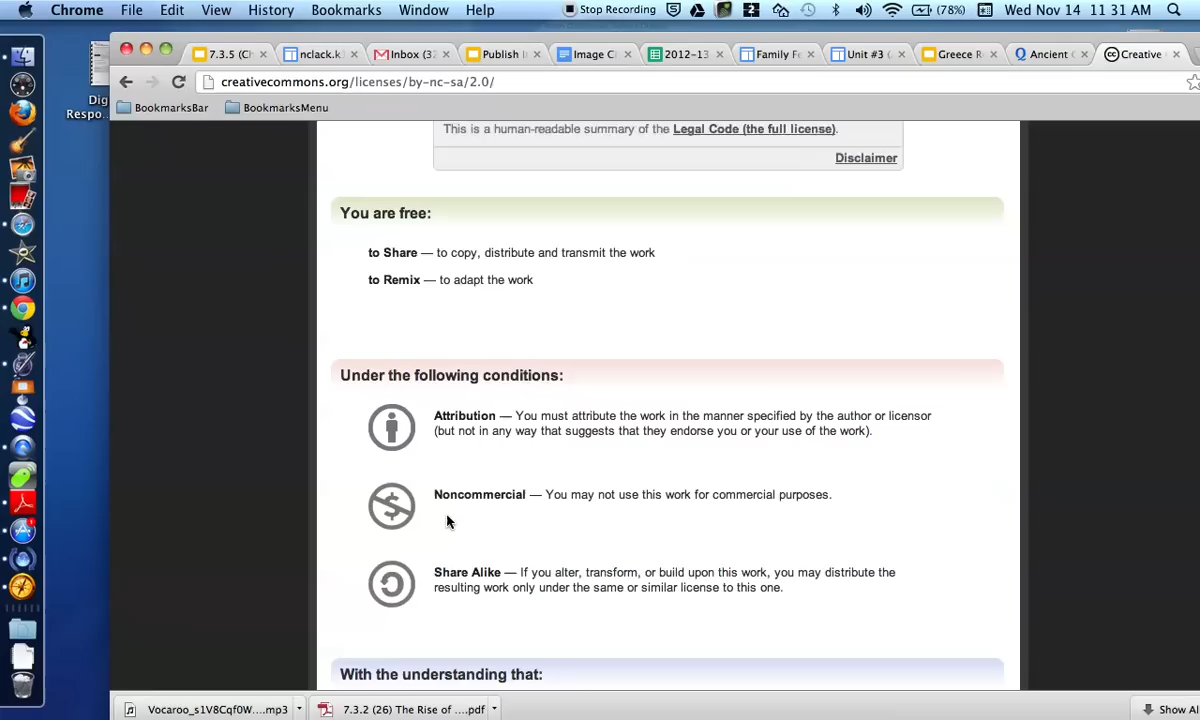 Chrome File Edit View History Bookmarks Window Help Stop Recording (78%) Wed Nov 14 11:31 AM
7.3.5 (Cl nclack.k1 Inbox (37 Publish I Image C 2012-13 Family F Unit #3 ( Greece R Ancient Creative
creativecommons.org/licenses/by-nc-sa/2.0/
BookmarksBar BookmarksMenu
Dig
Respo...
This is a human-readable summary of the Legal Code (the full license).
Disclaimer
You are free:
to Share — to copy, distribute and transmit the work
to Remix — to adapt the work
Under the following conditions:
Attribution — You must attribute the work in the manner specified by the author or licensor
(but not in any way that suggests that they endorse you or your use of the work).
Noncommercial — You may not use this work for commercial purposes.
Share Alike — If you alter, transform, or build upon this work, you may distribute the
resulting work only under the same or similar license to this one.
With the understanding that:
Vocaroo_s1V8Cqf0W....mp3 7.3.2 (26) The Rise of ....pdf Show Al